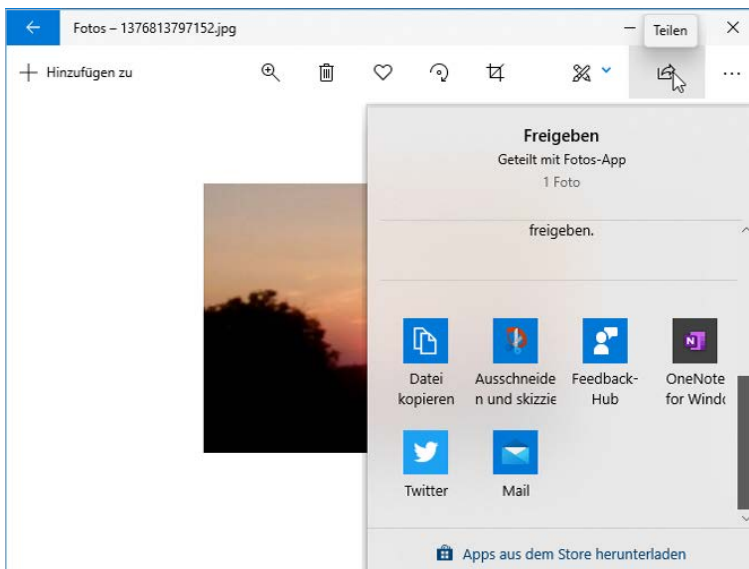 Fotos – 1376813797152.jpg
Teilen
Hinzufügen zu
Freigeben
Geteilt mit Fotos-App
1 Foto
freigeben.
Datei
kopieren
Ausschneide
n und skizzie
Feedback-
Hub
OneNote
for Windo
Twitter
Mail
Apps aus dem Store herunterladen